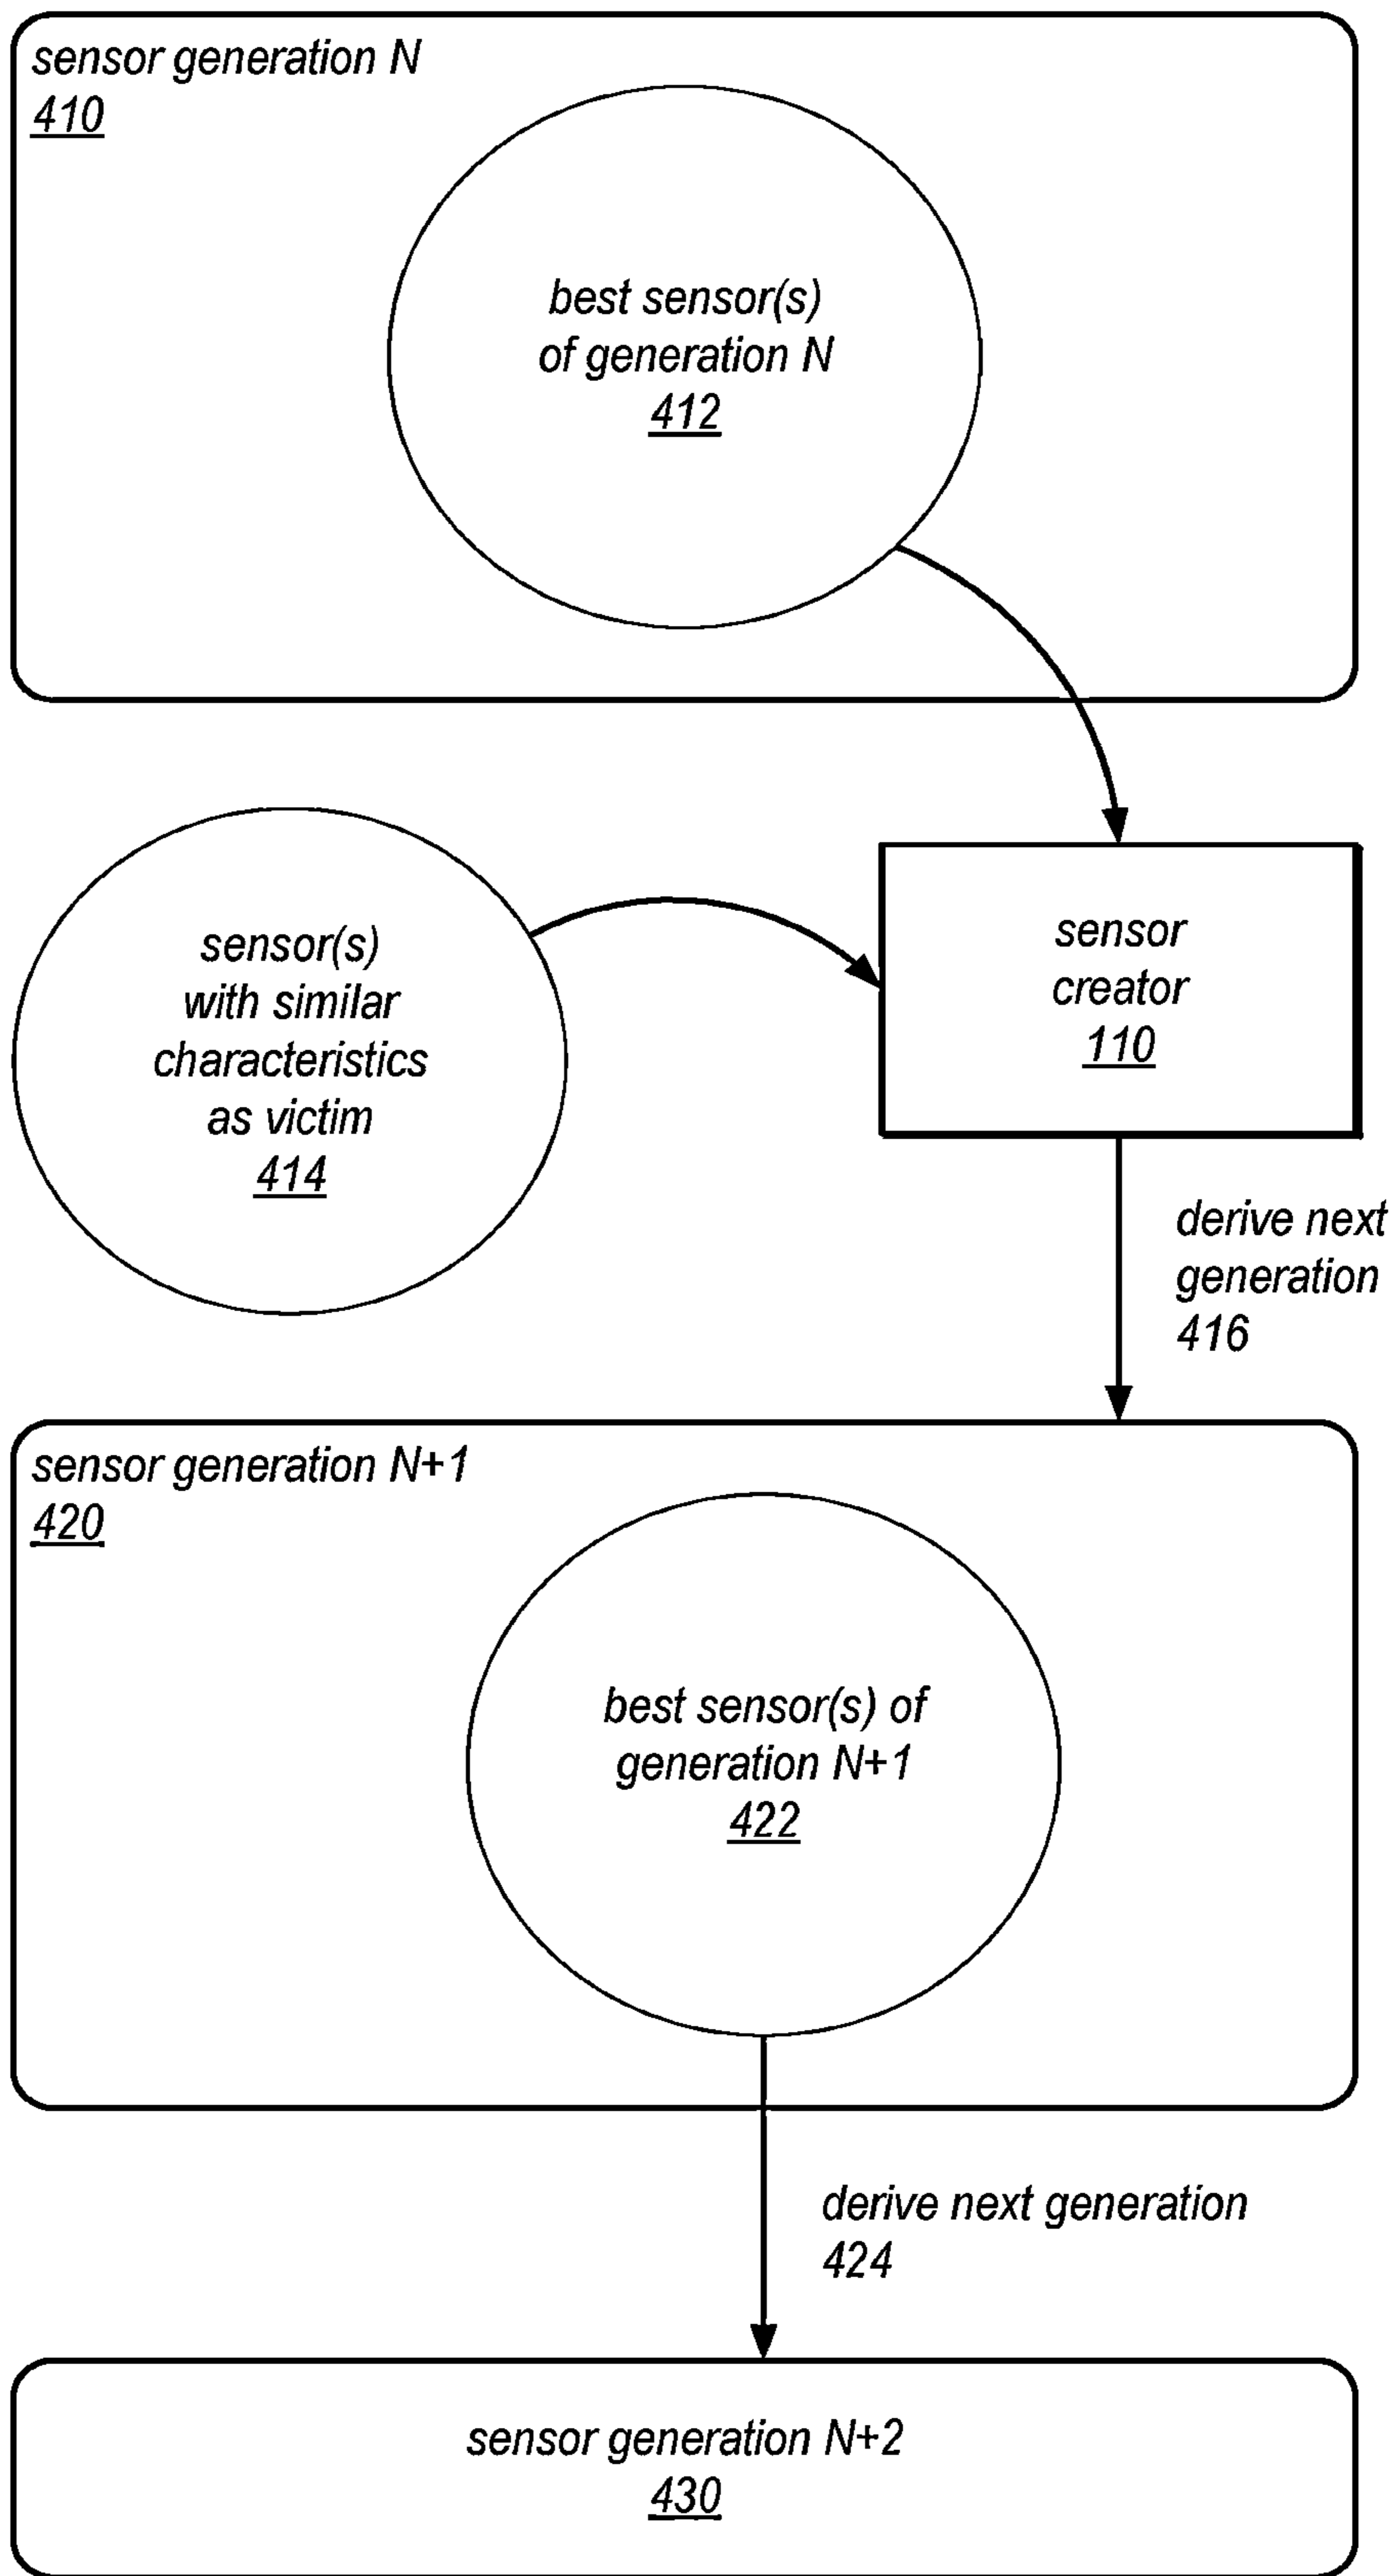 sensor generation N
410
best sensor(s)
of generation N
412
sensor(s)
with similar
characteristics
as victim
414
sensor
creator
110
derive next
generation
416
sensor generation N+1
420
best sensor(s) of
generation N+1
422
derive next generation
424
sensor generation N+2
430